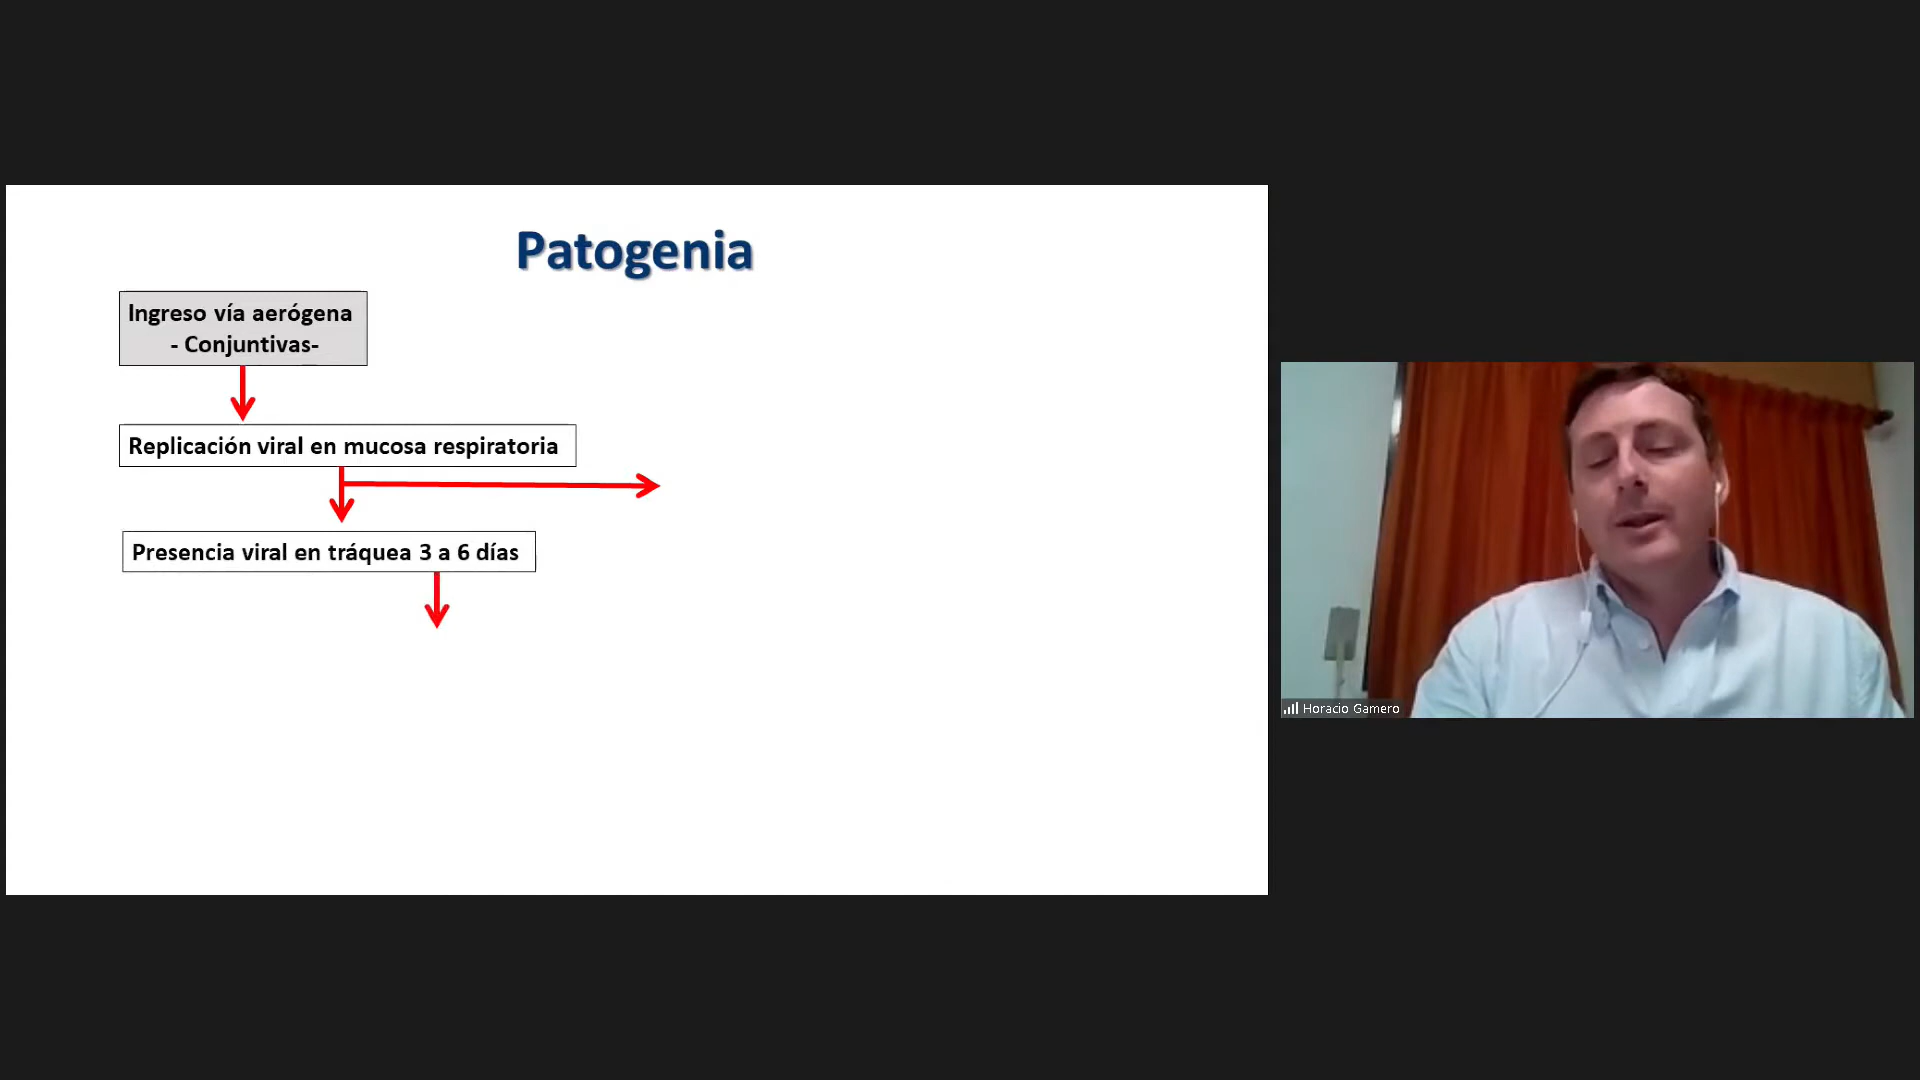 Patogenia
Ingreso vía aerógena
- Conjuntivas-
Replicación viral en mucosa respiratoria
Presencia viral en tráquea 3 a 6 días
Horacio Gamero